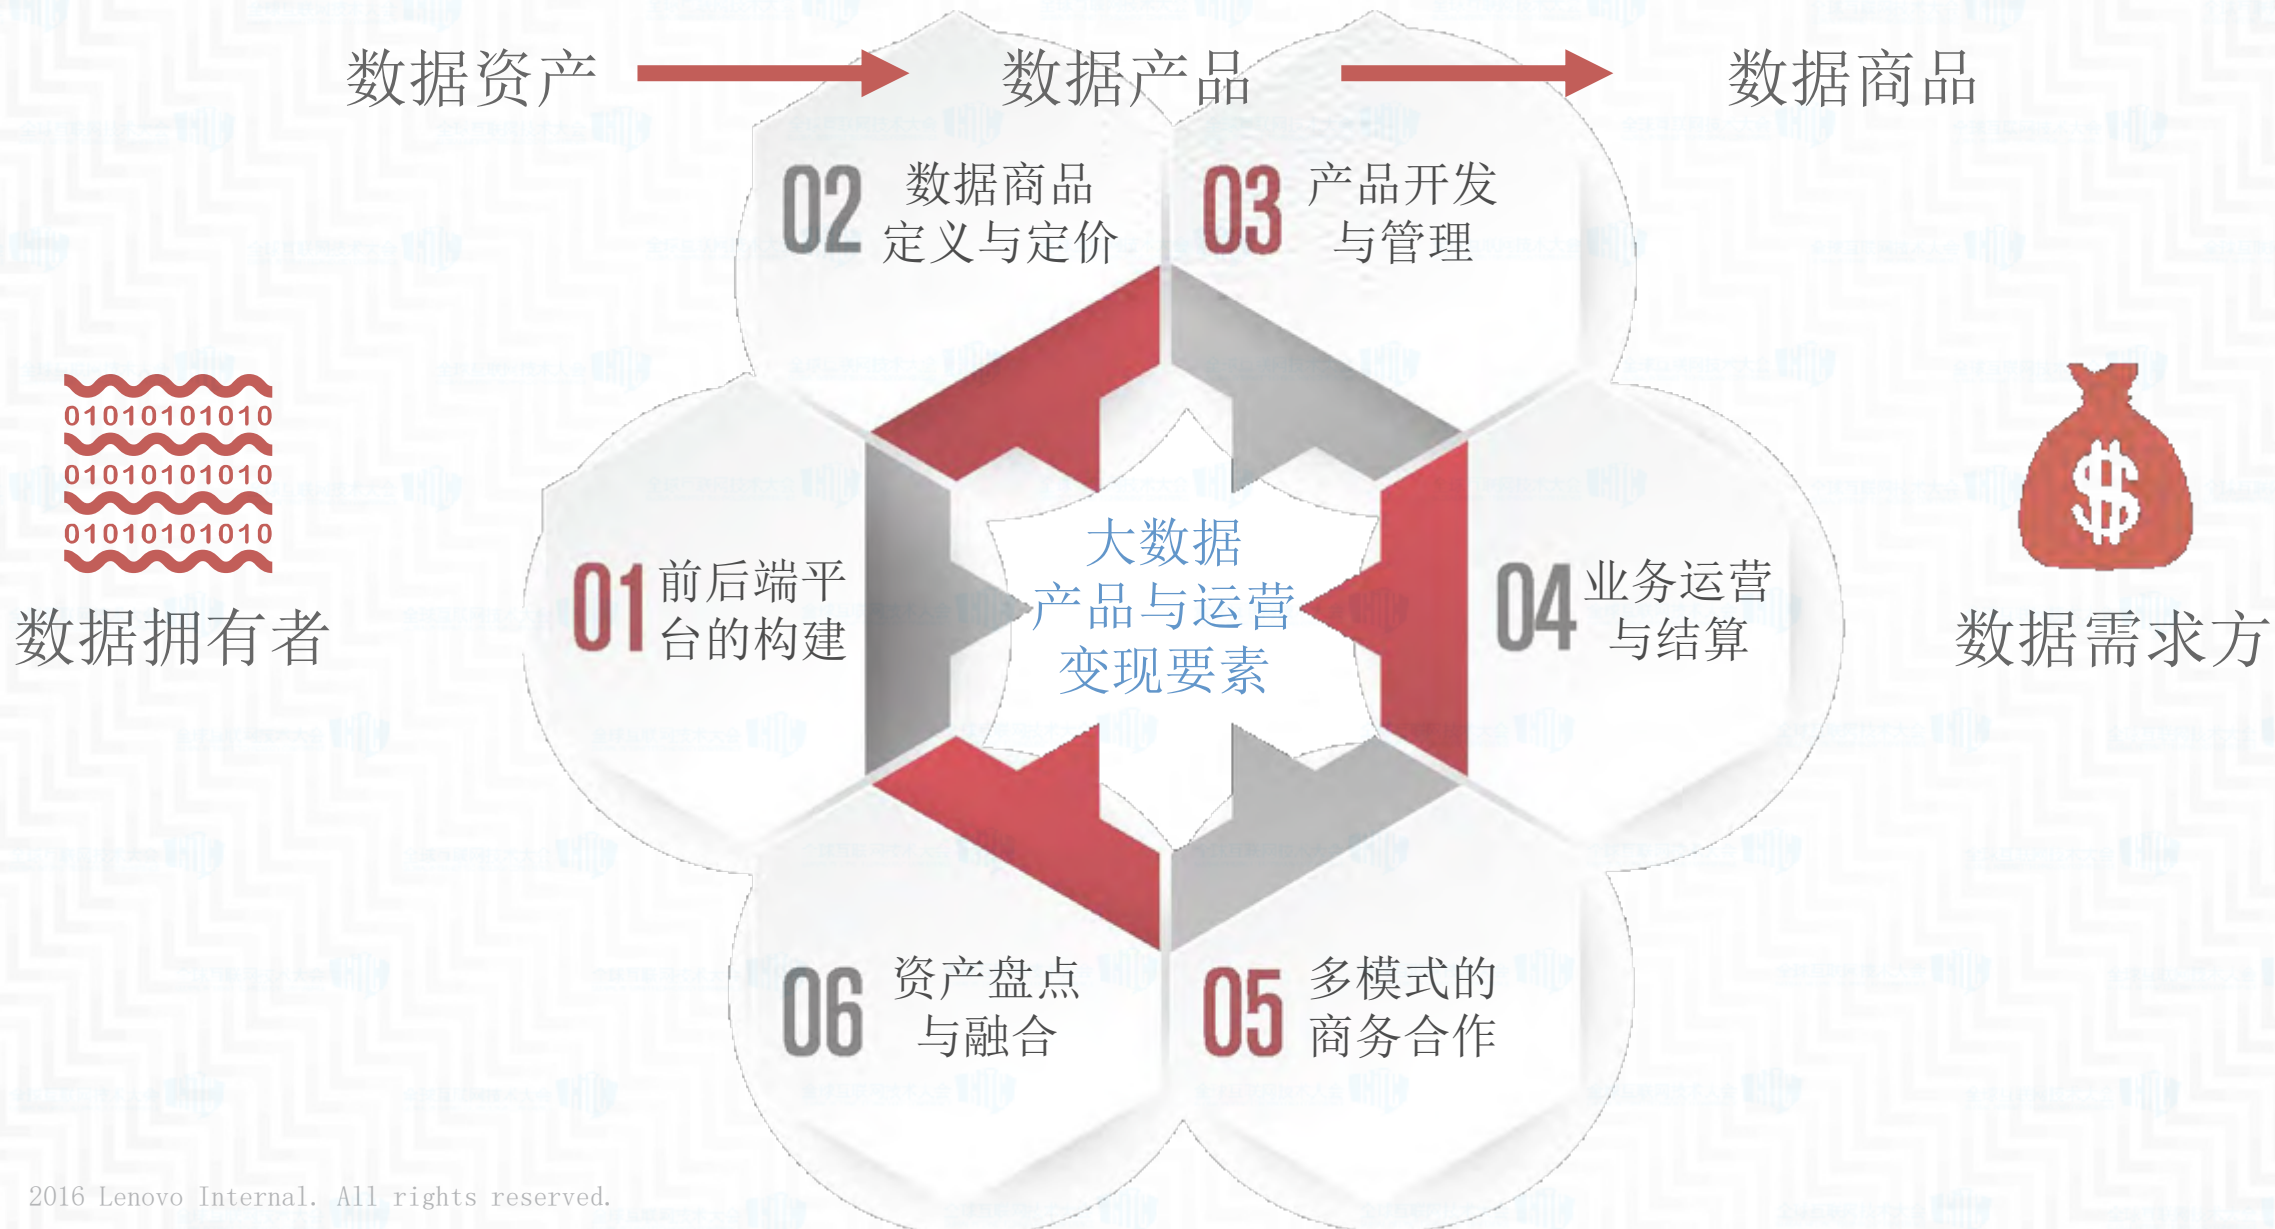 数据资产
数据产品
数据商品
02
数据商品
定义与定价
03
产品开发
与管理
01010101010
01010101010
01010101010
数据拥有者
01
前后端平
台的构建
大数据
产品与运营
变现要素
04
业务运营
与结算
$
数据需求方
06
资产盘点
与融合
05
多模式的
商务合作
2016 Lenovo Internal. All rights reserved.